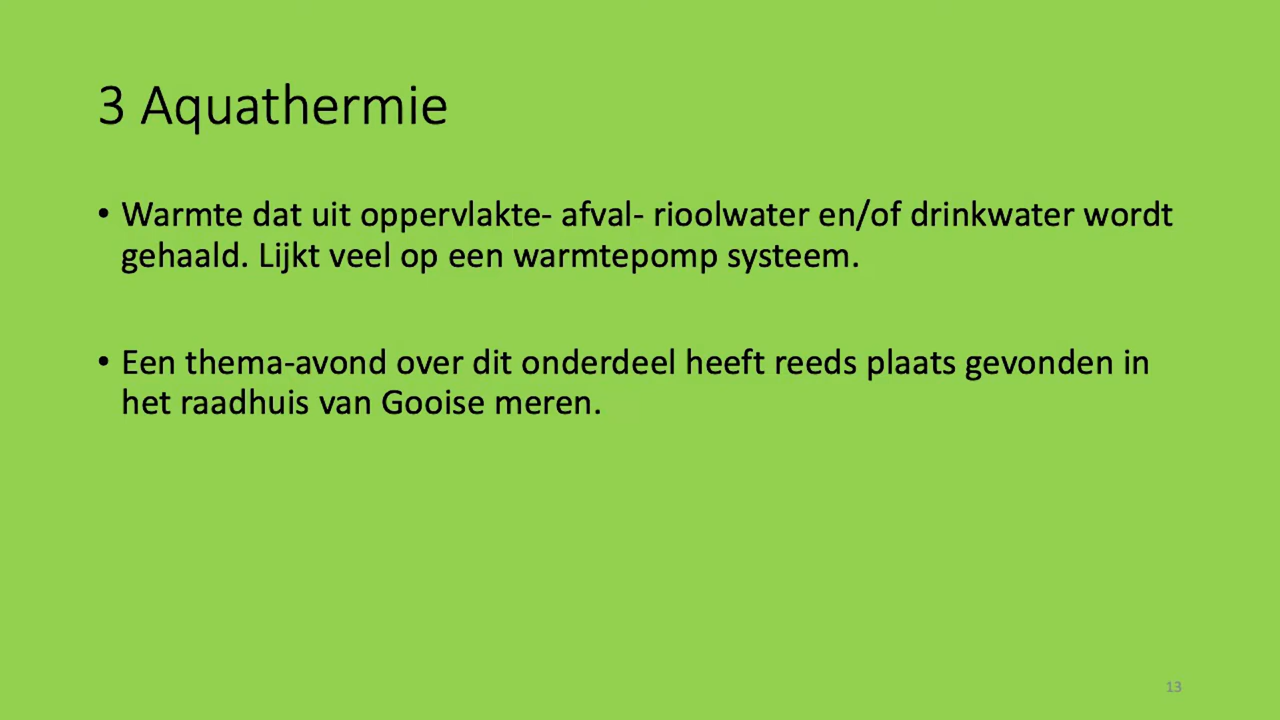 3 Aquathermie
• Warmte dat uit oppervlakte- afval- rioolwater en/of drinkwater wordt
gehaald. Lijkt veel op een warmtepomp systeem.
• Een thema-avond over dit onderdeel heeft reeds plaats gevonden in
het raadhuis van Gooise meren.
13